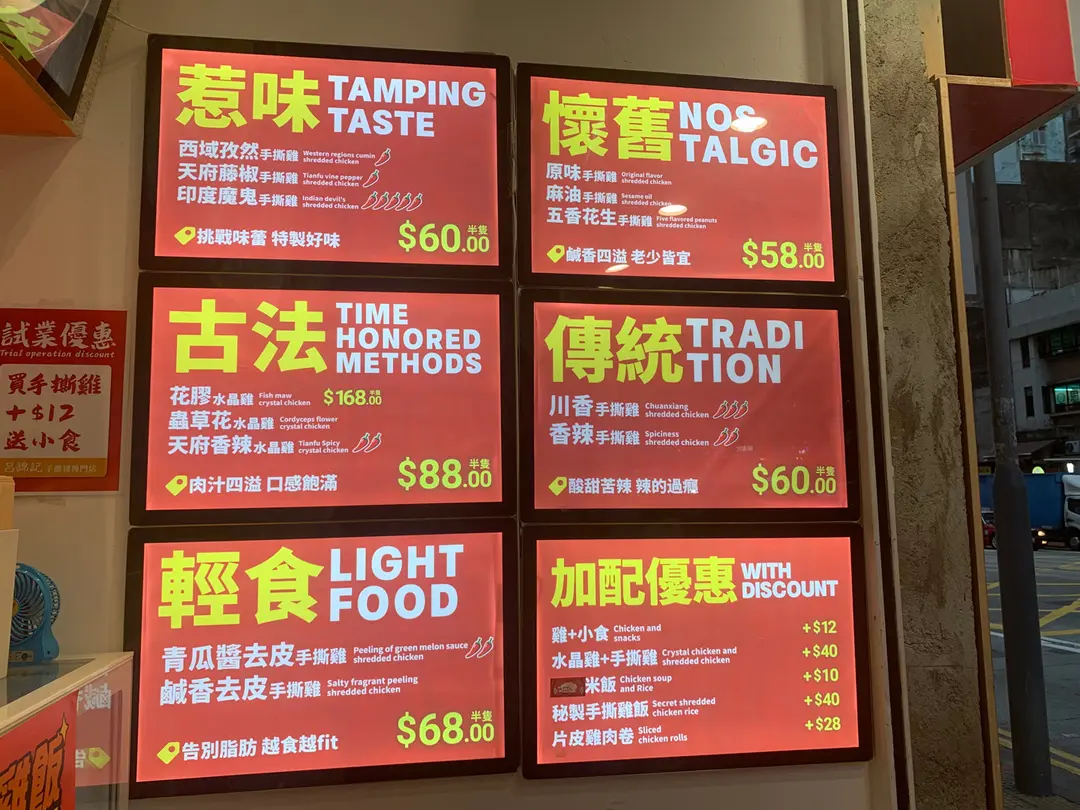 惹味 TAMPING
TASTE
西域孜然手撕雞 Western regions cumin
shredded chicken
天府藤椒手撕雞 Tianfu vine pepper
shredded chicken
印度魔鬼手撕雞 Indian devil's
shredded chicken
挑戰味蕾 特製好味
$60.00 半隻
懷舊 NOS
TALGIC
原味手撕雞 Original flavor
shredded chicken
麻油手撕雞 Sesame oil
shredded chicken
五香花生手撕雞 Five flavored peanuts
shredded chicken
鹹香四溢 老少皆宜
$58.00 半隻
古法 TIME
HONORED
METHODS
花膠水晶雞 Fish maw
crystal chicken
$168.00 半隻
蟲草花水晶雞 Cordyceps flower
crystal chicken
天府香辣水晶雞 Tianfu Spicy
crystal chicken
肉汁四溢 口感飽滿
$88.00 半隻
傳統 TRADI
TION
川香手撕雞 Chuanxiang
shredded chicken
香辣手撕雞 Spiciness
shredded chicken
酸甜苦辣 辣的過癮
$60.00 半隻
輕食 LIGHT
FOOD
青瓜醬去皮手撕雞 Peeling of green melon sauce
shredded chicken
鹹香去皮手撕雞 Salty fragrant peeling
shredded chicken
告別脂肪 越食越fit
$68.00 半隻
加配優惠 WITH
DISCOUNT
雞+小食 Chicken and
snacks
+$12
水晶雞+手撕雞 Crystal chicken and
shredded chicken
+$40
米飯 Chicken soup
and Rice
+$10
秘製手撕雞飯 Secret shredded
chicken rice
+$40
片皮雞肉卷 Sliced
chicken rolls
+$28
試業優惠
Trial operation discount
買手撕雞
+$12
送小食
雞飯